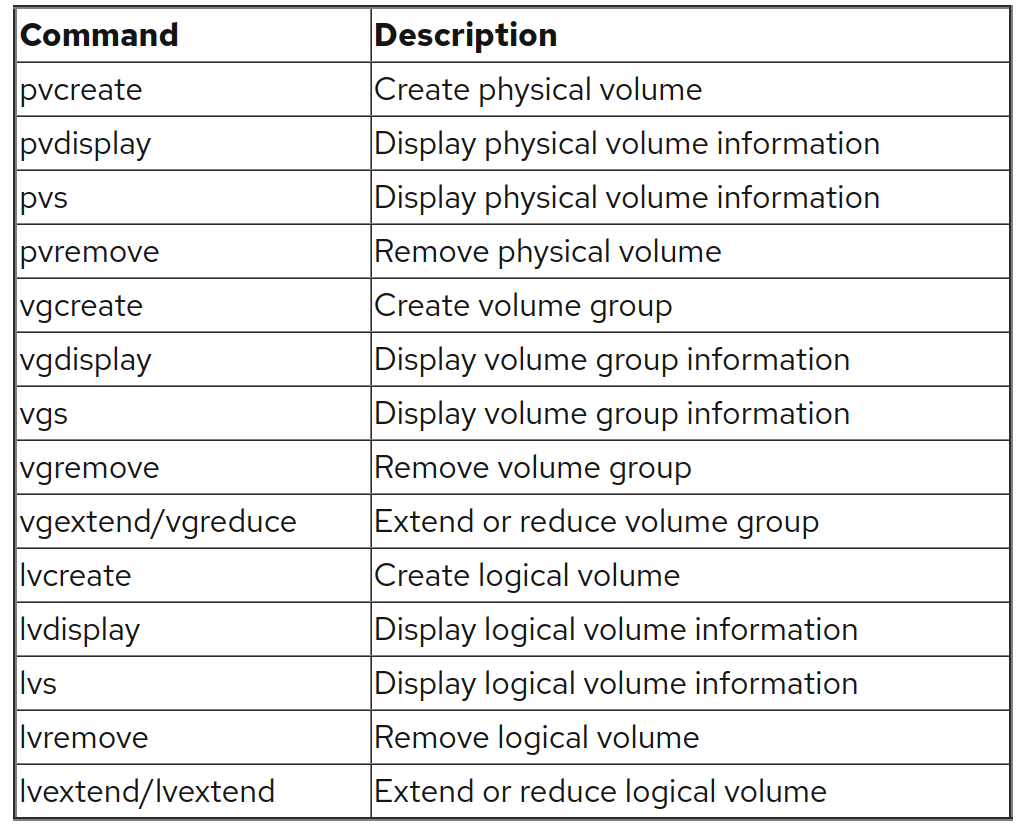 Command Description
pvcreate Create physical volume
pvdisplay Display physical volume information
pvs Display physical volume information
pvremove Remove physical volume
vgcreate Create volume group
vgdisplay Display volume group information
vgs Display volume group information
vgremove Remove volume group
vgextend/vgreduce Extend or reduce volume group
lvcreate Create logical volume
lvdisplay Display logical volume information
lvs Display logical volume information
lvremove Remove logical volume
lvextend/lvextend Extend or reduce logical volume